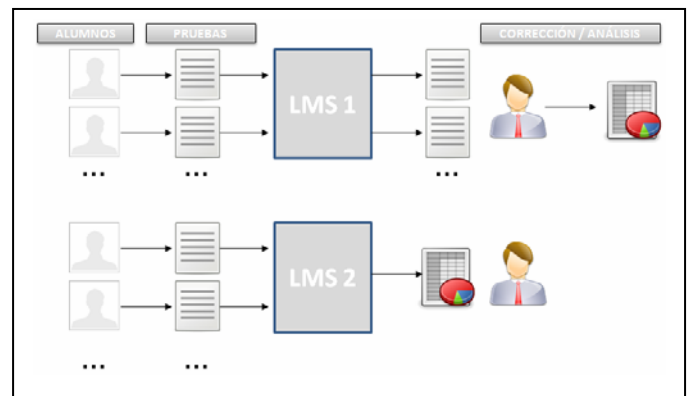 ALUMNOS
PRUEBAS
CORRECCIÓN / ANÁLISIS
LMS 1
...
...
...
LMS 2
...
...